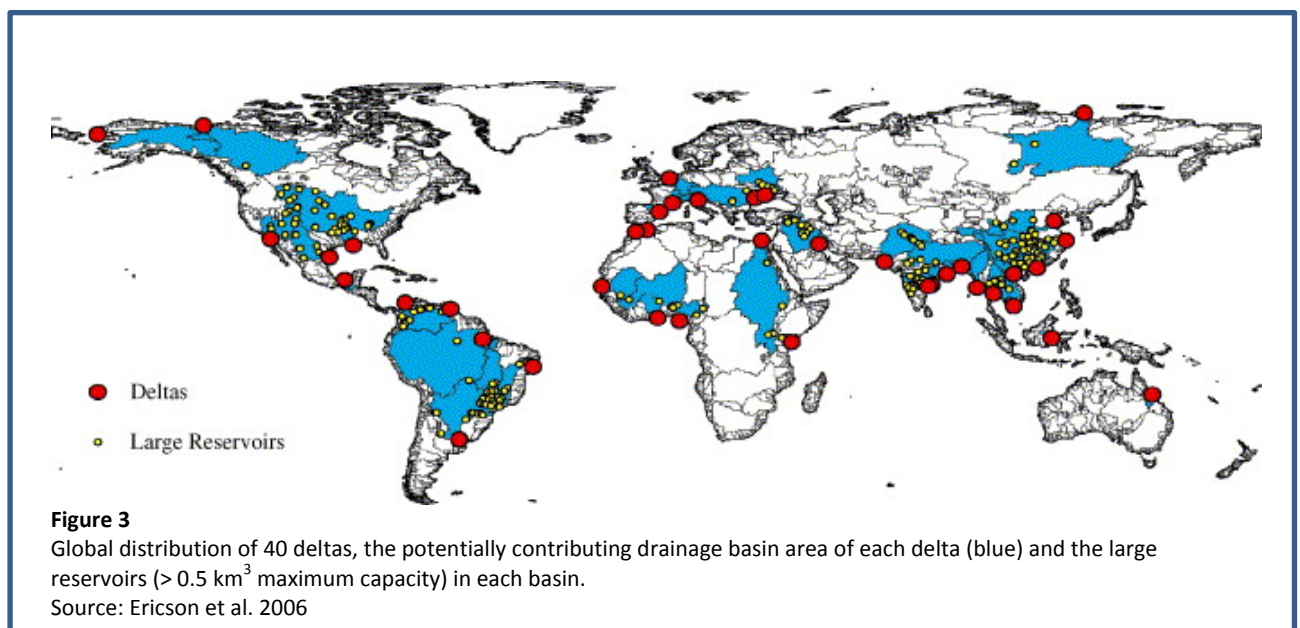 Deltas
Large Reservoirs
Figure 3
Global distribution of 40 deltas, the potentially contributing drainage basin area of each delta (blue) and the large
reservoirs (> 0.5 km³ maximum capacity) in each basin.
Source: Ericson et al. 2006